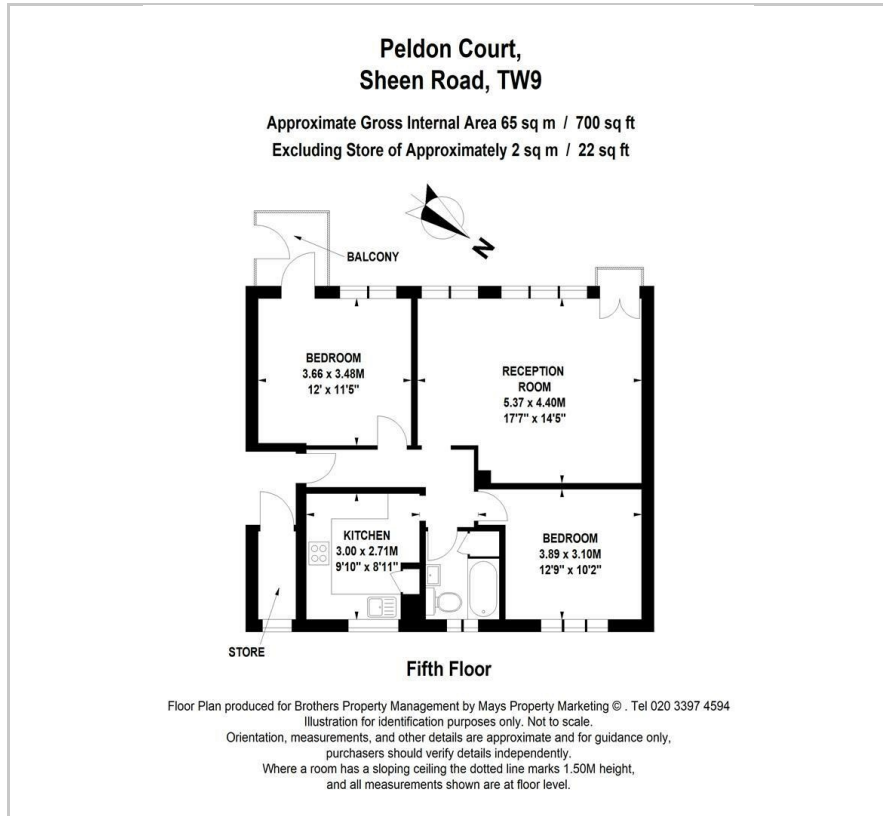 Peldon Court,
Sheen Road, TW9
Approximate Gross Internal Area 65 sq m / 700 sq ft
Excluding Store of Approximately 2 sq m / 22 sq ft
N
BALCONY
BEDROOM
3.66 x 3.48M
12' x 11'5"
RECEPTION
ROOM
5.37 x 4.40M
17'7" x 14'5"
KITCHEN
3.00 x 2.71M
9'10" x 8'11"
BEDROOM
3.89 x 3.10M
12'9" x 10'2"
STORE
Fifth Floor
Floor Plan produced for Brothers Property Management by Mays Property Marketing © . Tel 020 3397 4594
Illustration for identification purposes only. Not to scale.
Orientation, measurements, and other details are approximate and for guidance only,
purchasers should verify details independently.
Where a room has a sloping ceiling the dotted line marks 1.50M height,
and all measurements shown are at floor level.